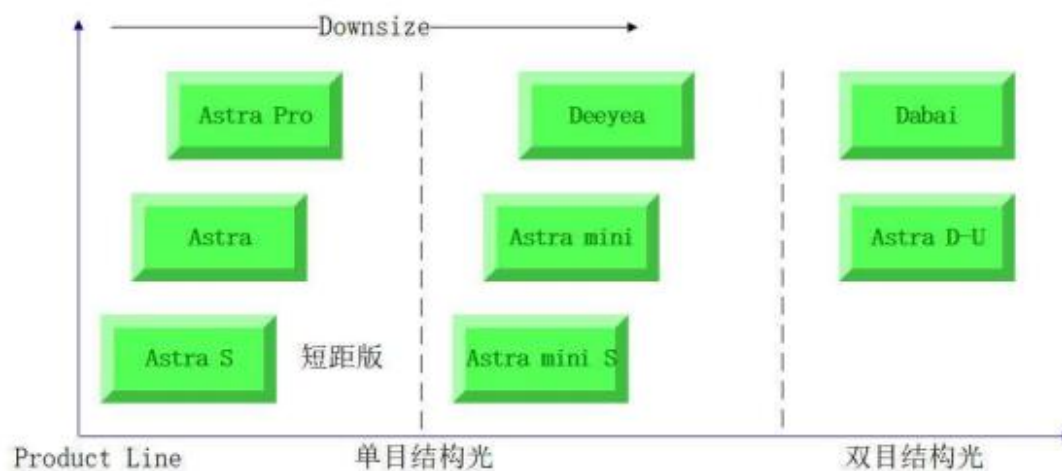 Downsize
Astra Pro
Deeyea
Dabai
Astra
Astra mini
Astra D-U
Astra S
短距版
Astra mini S
Product Line
单目结构光
双目结构光